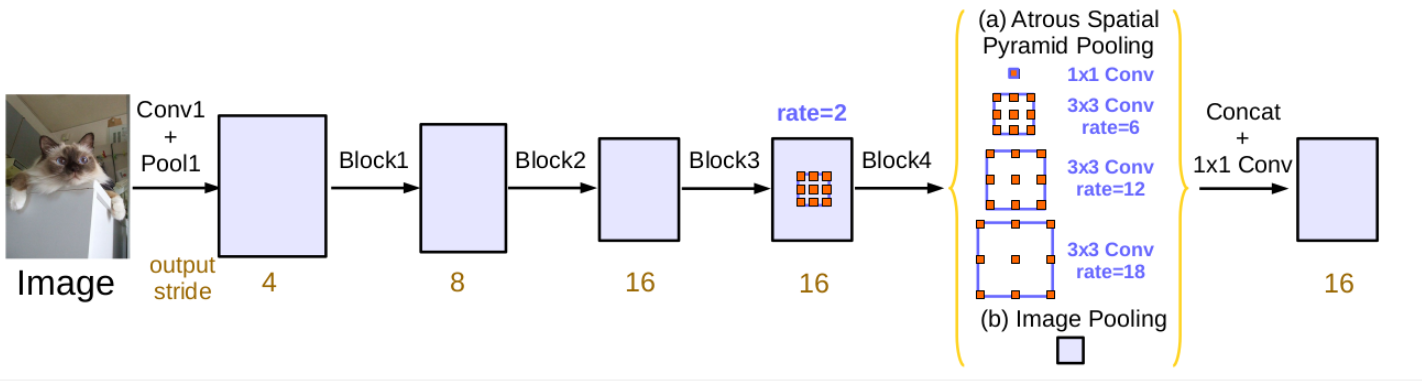 (a) Atrous Spatial
Pyramid Pooling
1x1 Conv
3x3 Conv
rate=6
3x3 Conv
rate=12
3x3 Conv
rate=18
(b) Image Pooling
Conv1
+
Pool1
Block1
Block2
Block3
rate=2
Block4
Concat
+
1x1 Conv
Image
output
stride
4
8
16
16
16